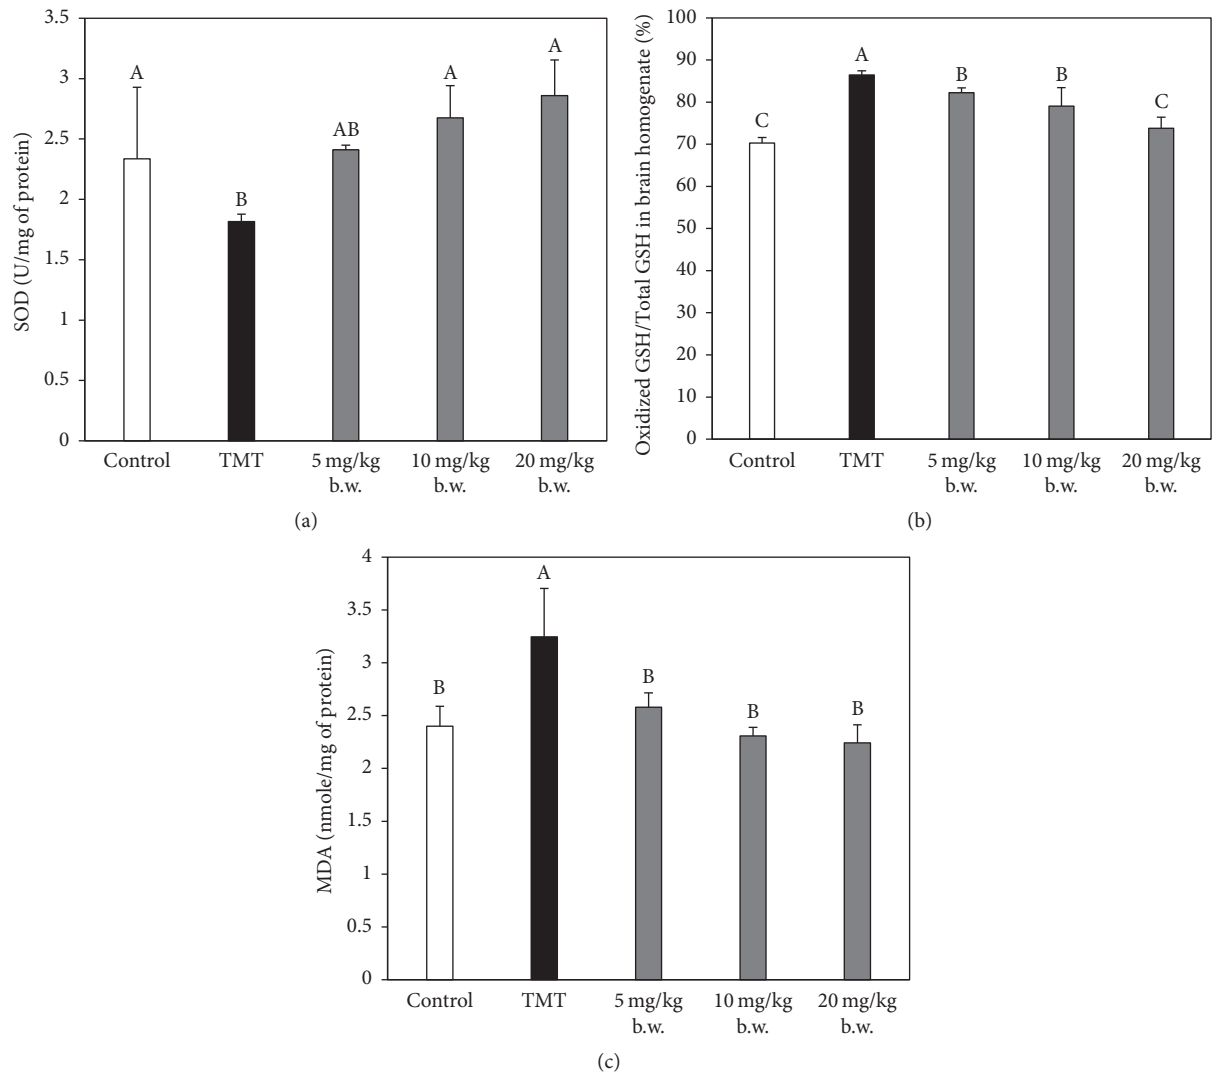 SOD (U/mg of protein)
3.5
3
2.5
2
1.5
1
0.5
0
A
B
AB
A
A
Control
TMT
5 mg/kg
b.w.
10 mg/kg
b.w.
20 mg/kg
b.w.
(a)
Oxidized GSH/Total GSH in brain homogenate (%)
100
90
80
70
60
50
40
30
20
10
0
C
A
B
B
C
Control
TMT
5 mg/kg
b.w.
10 mg/kg
b.w.
20 mg/kg
b.w.
(b)
MDA (nmole/mg of protein)
4
3.5
3
2.5
2
1.5
1
0.5
0
B
A
B
B
B
Control
TMT
5 mg/kg
b.w.
10 mg/kg
b.w.
20 mg/kg
b.w.
(c)